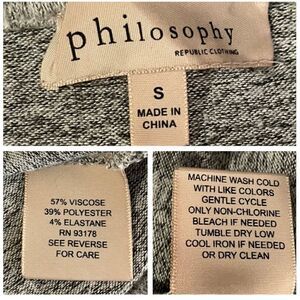 philosophy
REPUBLIC CLOTHING
S
MADE IN
CHINA
57% VISCOSE
39% POLYESTER
4% ELASTANE
RN 93178
SEE REVERSE
FOR CARE
MACHINE WASH COLD
WITH LIKE COLORS
GENTLE CYCLE
ONLY NON-CHLORINE
BLEACH IF NEEDED
TUMBLE DRY LOW
COOL IRON IF NEEDED
OR DRY CLEAN